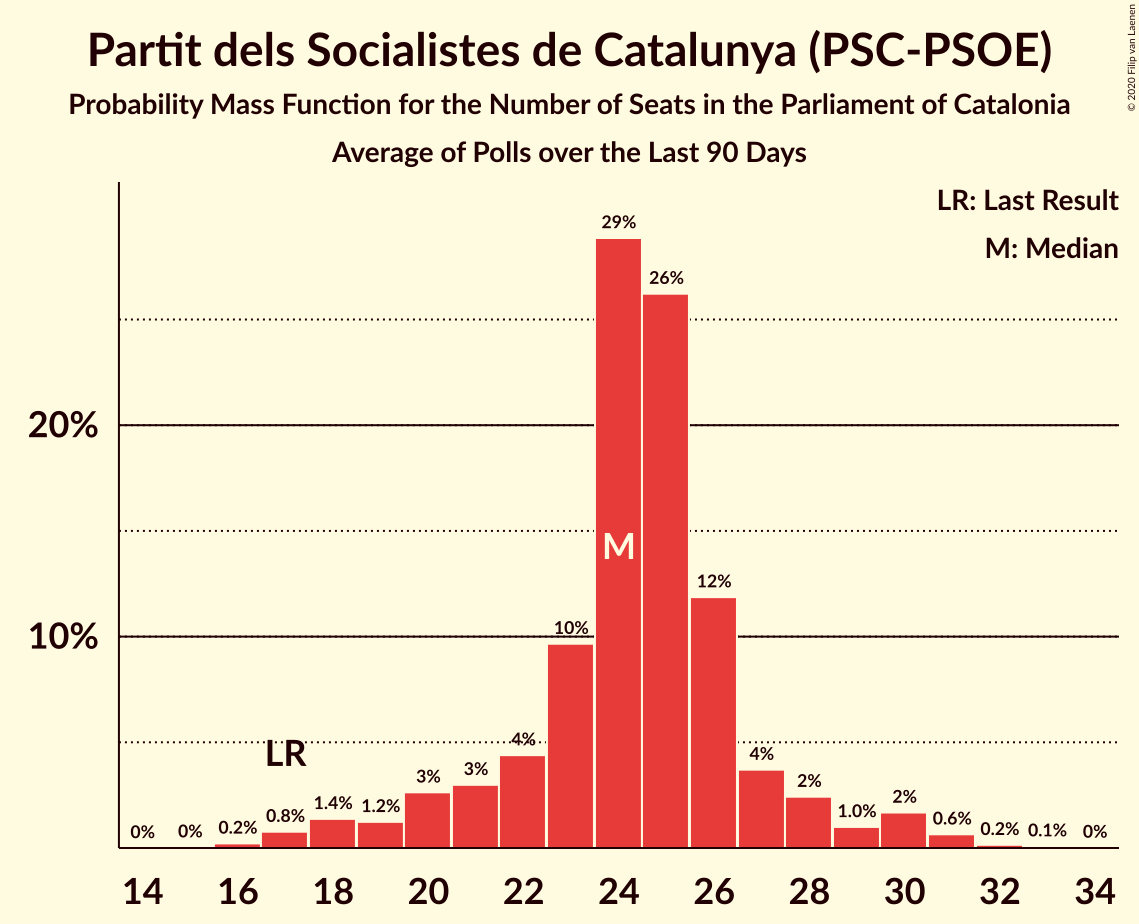 Partit dels Socialistes de Catalunya (PSC-PSOE)
Probability Mass Function for the Number of Seats in the Parliament of Catalonia
Average of Polls over the Last 90 Days
© 2020 Filip van Laenen
LR: Last Result
M: Median
20%
10%
0%
0%
0.2%
0.8%
1.4%
1.2%
3%
3%
4%
10%
29%
26%
12%
4%
2%
1.0%
2%
0.6%
0.2%
0.1%
0%
LR
M
14 16 18 20 22 24 26 28 30 32 34